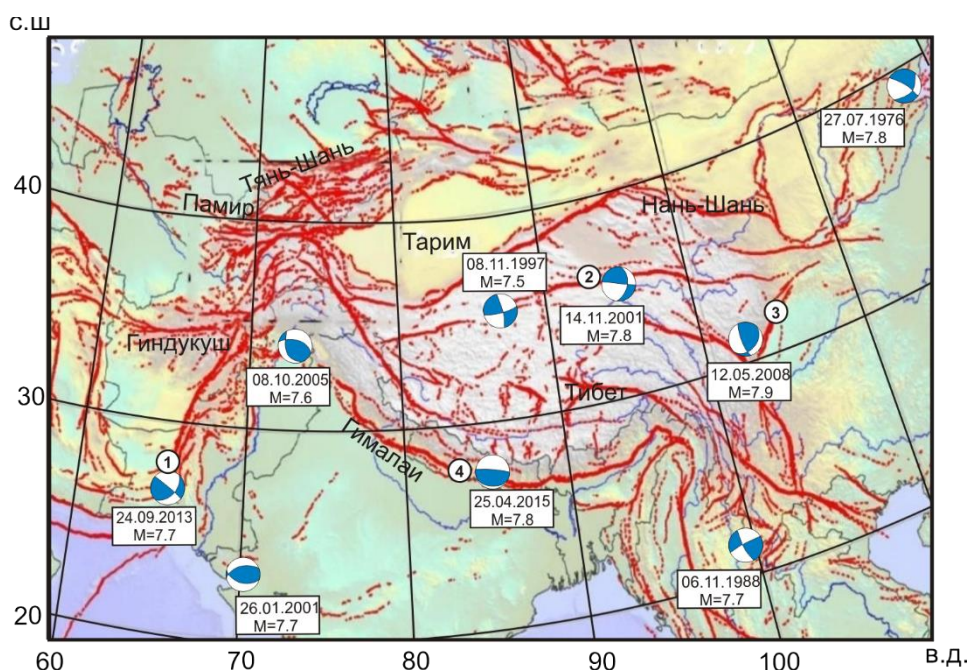 с.ш
27.07.1976
M=7.8
Тянь-Шань
40
Памир
Нань-Шань
Тарим
08.11.1997
M=7.5
2
14.11.2001
M=7.8
3
Гиндукуш
08.10.2005
M=7.6
12.05.2008
M=7.9
Тибет
30
Гималаи
1
4
24.09.2013
M=7.7
25.04.2015
M=7.8
26.01.2001
M=7.7
06.11.1988
M=7.7
20
60
70
80
90
100
в.д.